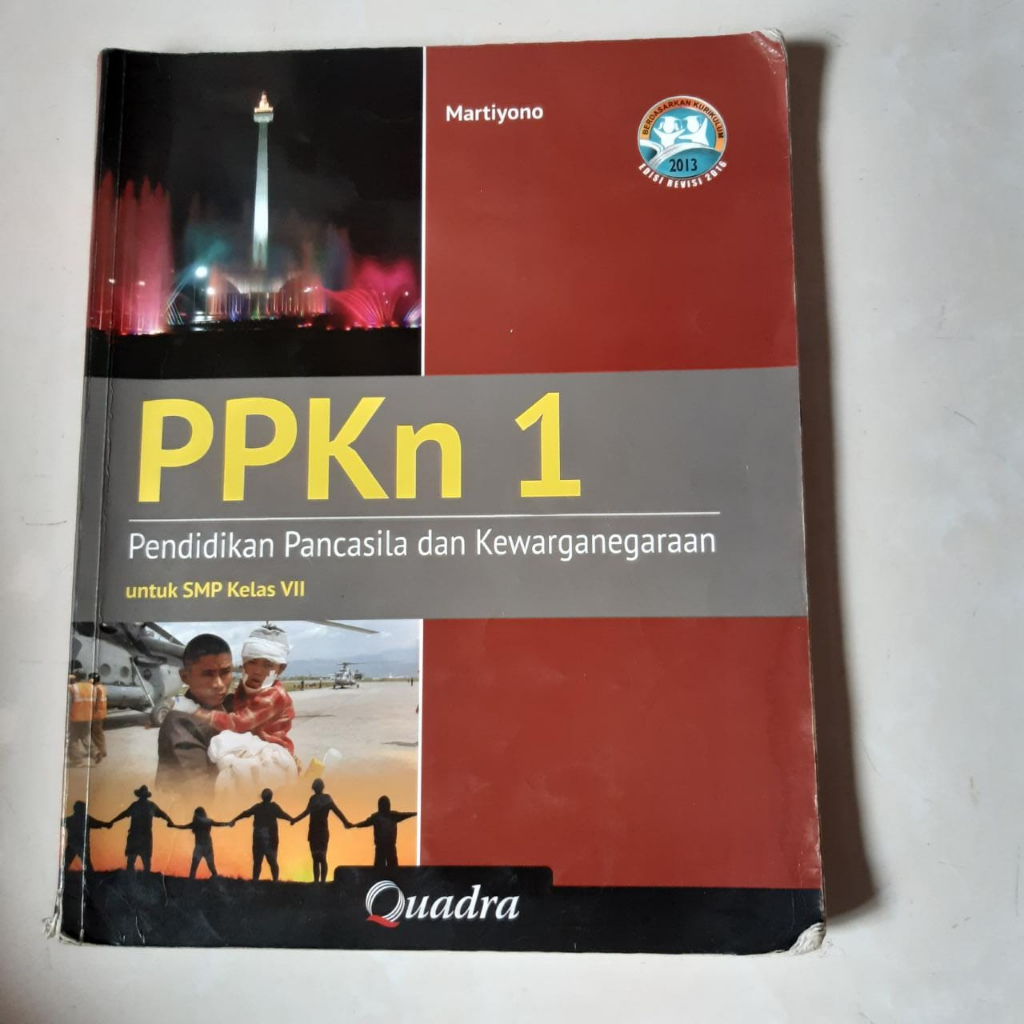 Martiyono
BERDASARKAN KURIKULUM
2013
EDISI REVISI 2016
PPKn 1
Pendidikan Pancasila dan Kewarganegaraan
untuk SMP Kelas VII
Quadra